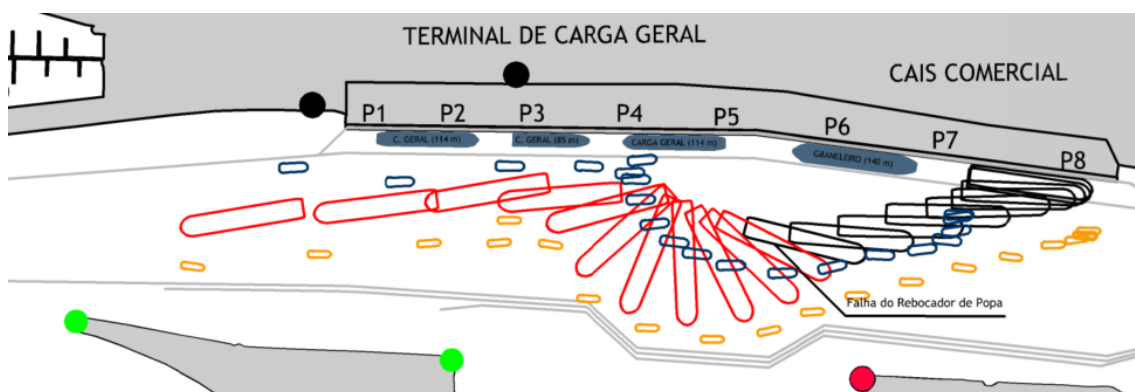 TERMINAL DE CARGA GERAL
CAIS COMERCIAL
P1
P2
P3
P4
P5
P6
P7
P8
C. GERAL (114 m)
C. GERAL (85 m)
CARGA GERAL (114 m)
GRANELEIRO (140 m)
Falha do Rebocador de Popa